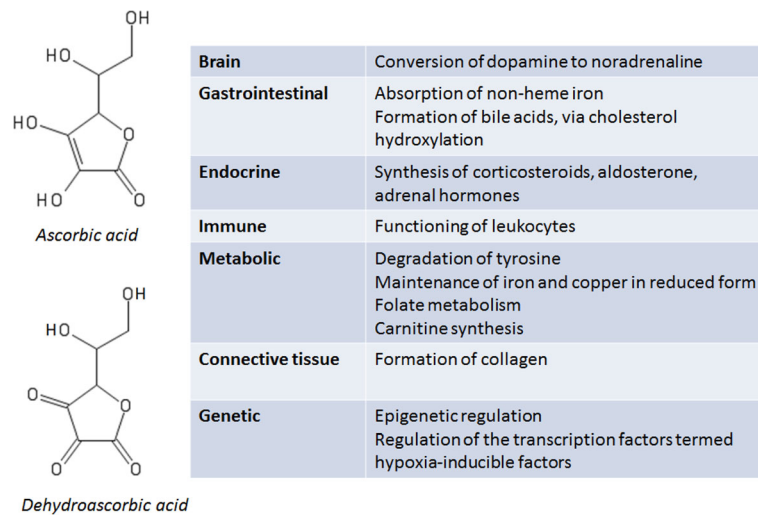 OH
HO
HO
O
HO
O
Ascorbic acid
OH
HO
O
O
O
O
Dehydroascorbic acid
Brain Conversion of dopamine to noradrenaline
Gastrointestinal Absorption of non-heme iron
Formation of bile acids, via cholesterol
hydroxylation
Endocrine Synthesis of corticosteroids, aldosterone,
adrenal hormones
Immune Functioning of leukocytes
Metabolic Degradation of tyrosine
Maintenance of iron and copper in reduced form
Folate metabolism
Carnitine synthesis
Connective tissue Formation of collagen
Genetic Epigenetic regulation
Regulation of the transcription factors termed
hypoxia-inducible factors